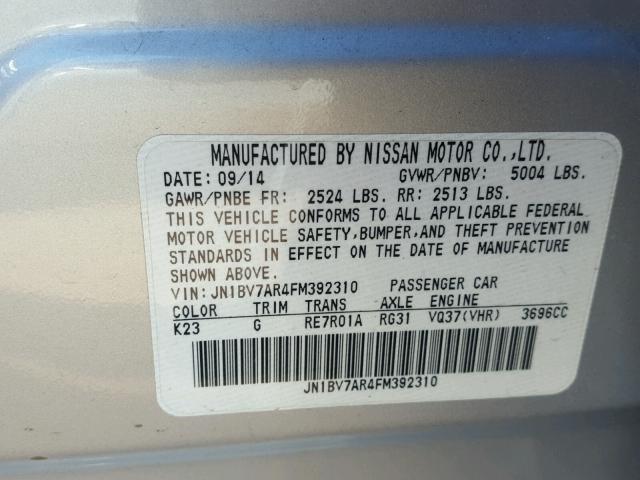 MANUFACTURED BY NISSAN MOTOR CO.,LTD.
DATE: 09/14 GVWR/PNBV: 5004 LBS.
GAWR/PNBE FR: 2524 LBS. RR: 2513 LBS.
THIS VEHICLE CONFORMS TO ALL APPLICABLE FEDERAL
MOTOR VEHICLE SAFETY,BUMPER,AND THEFT PREVENTION
STANDARDS IN EFFECT ON THE DATE OF MANUFACTURE
SHOWN ABOVE.
VIN:JN1BV7AR4FM392310 PASSENGER CAR
COLOR TRIM TRANS AXLE ENGINE
K23 G RE7R01A RG31 VQ37(VHR) 3696CC
JN1BV7AR4FM392310